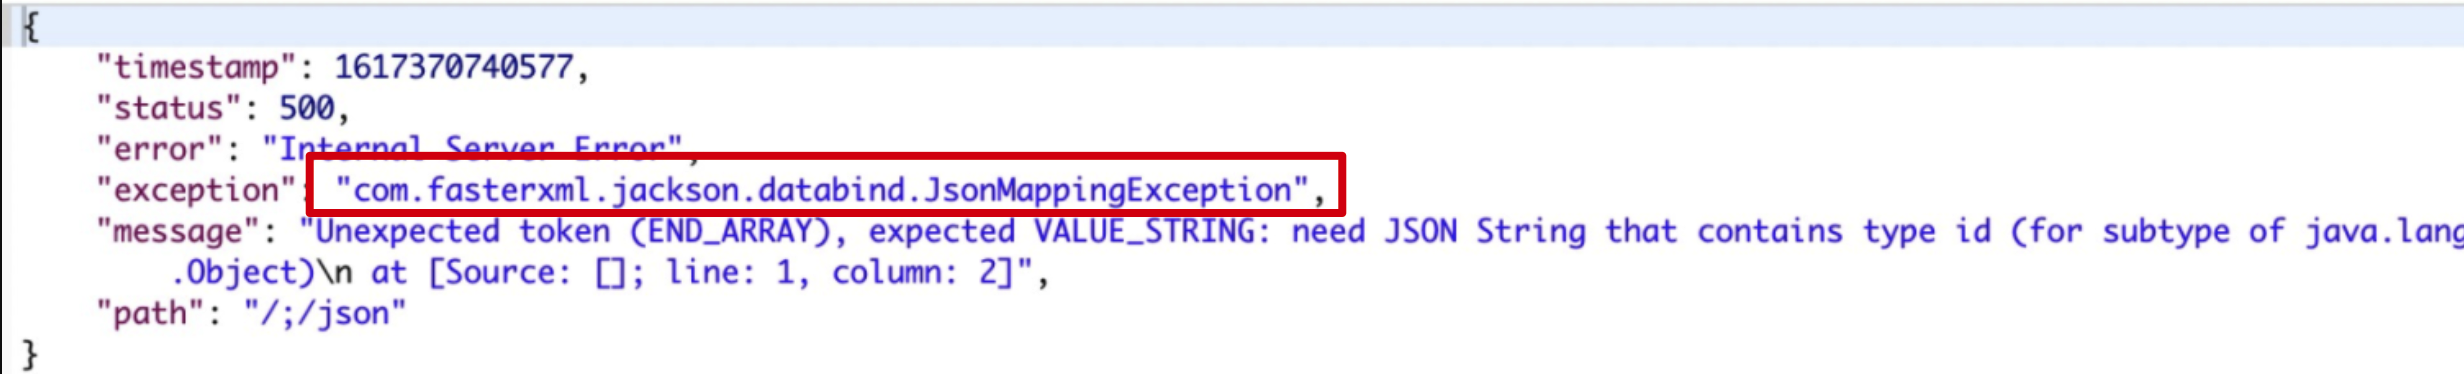 {
"timestamp": 1617370740577,
"status": 500,
"error": "Internal Server Error",
"exception": "com.fasterxml.jackson.databind.JsonMappingException",
"message": "Unexpected token (END_ARRAY), expected VALUE_STRING: need JSON String that contains type id (for subtype of java.lang
.Object)\n at [Source: []; line: 1, column: 2]",
"path": "/;/json"
}